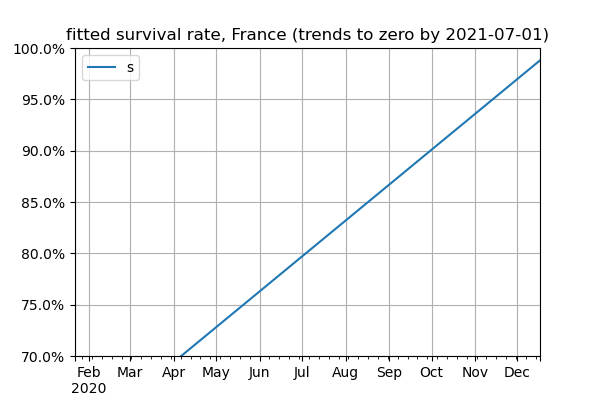 fitted survival rate, France (trends to zero by 2021-07-01)
s
100.0%
95.0%
90.0%
85.0%
80.0%
75.0%
70.0%
Feb Mar Apr May Jun Jul Aug Sep Oct Nov Dec
2020